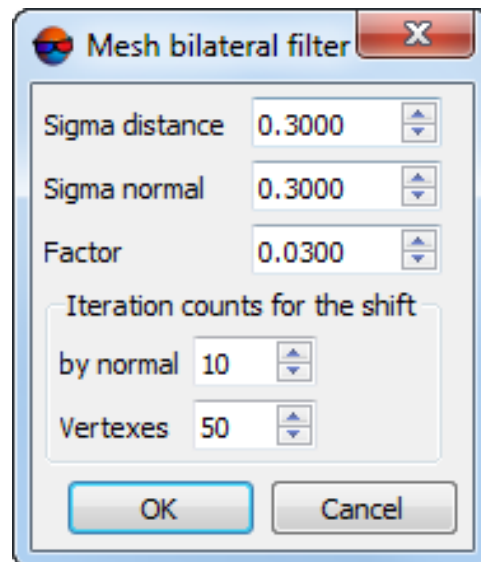 Mesh bilateral filter
Sigma distance 0.3000
Sigma normal 0.3000
Factor 0.0300
Iteration counts for the shift
by normal 10
Vertexes 50
OK Cancel